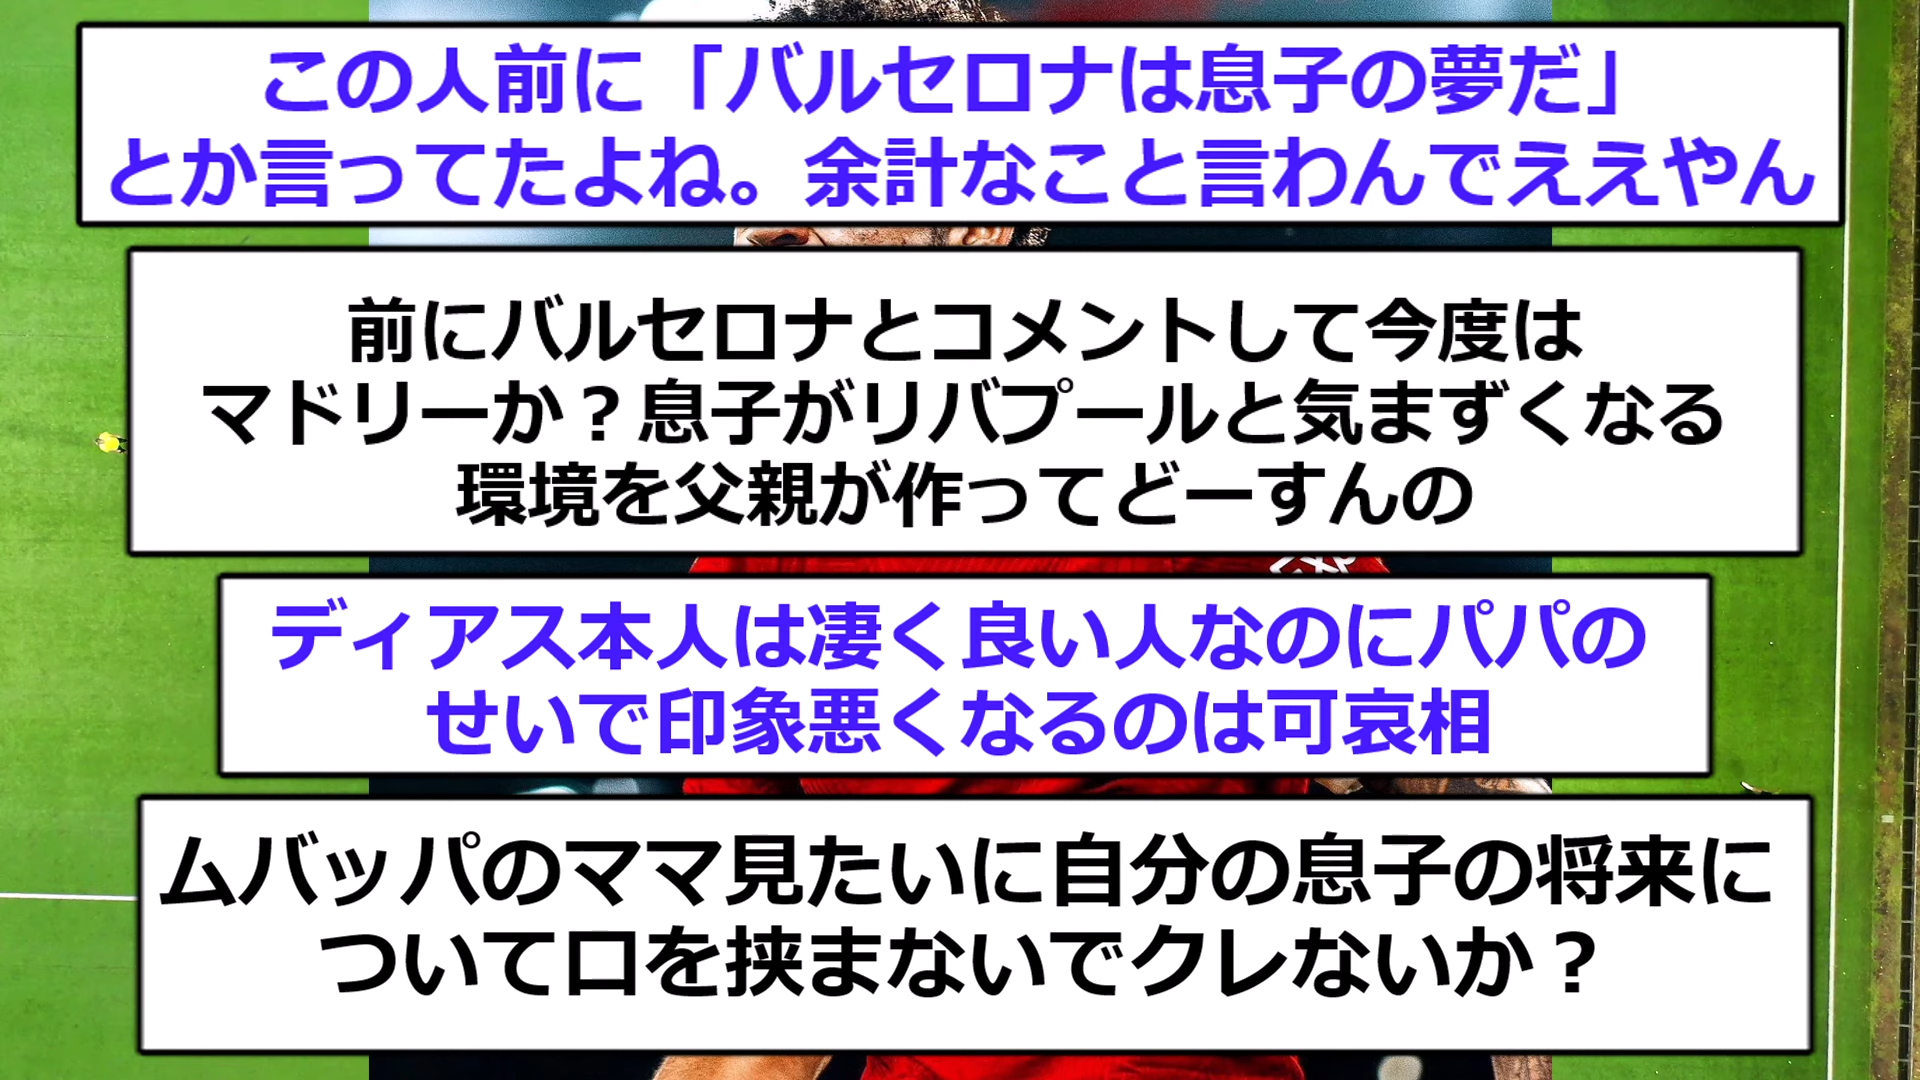 この人前に「バルセロナは息子の夢だ」
とか言ってたよね。余計なこと言わんでええやん
前にバルセロナとコメントして今度は
マドリーか？息子がリバプールと気まずくなる
環境を父親が作ってどーすんの
ディアス本人は凄く良い人なのにパパの
せいで印象悪くなるのは可哀相
ムバッパのママ見たいに自分の息子の将来に
ついて口を挟まないでクレないか？